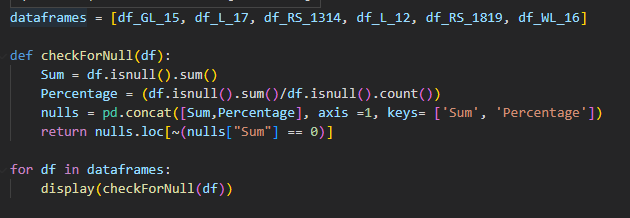 dataframes = [df_GL_15, df_L_17, df_RS_1314, df_L_12, df_RS_1819, df_WL_16]

def checkForNull(df):
    Sum = df.isnull().sum()
    Percentage = (df.isnull().sum()/df.isnull().count())
    nulls = pd.concat([Sum,Percentage], axis =1, keys= ['Sum', 'Percentage'])
    return nulls.loc[~(nulls["Sum"] == 0)]

for df in dataframes:
    display(checkForNull(df))